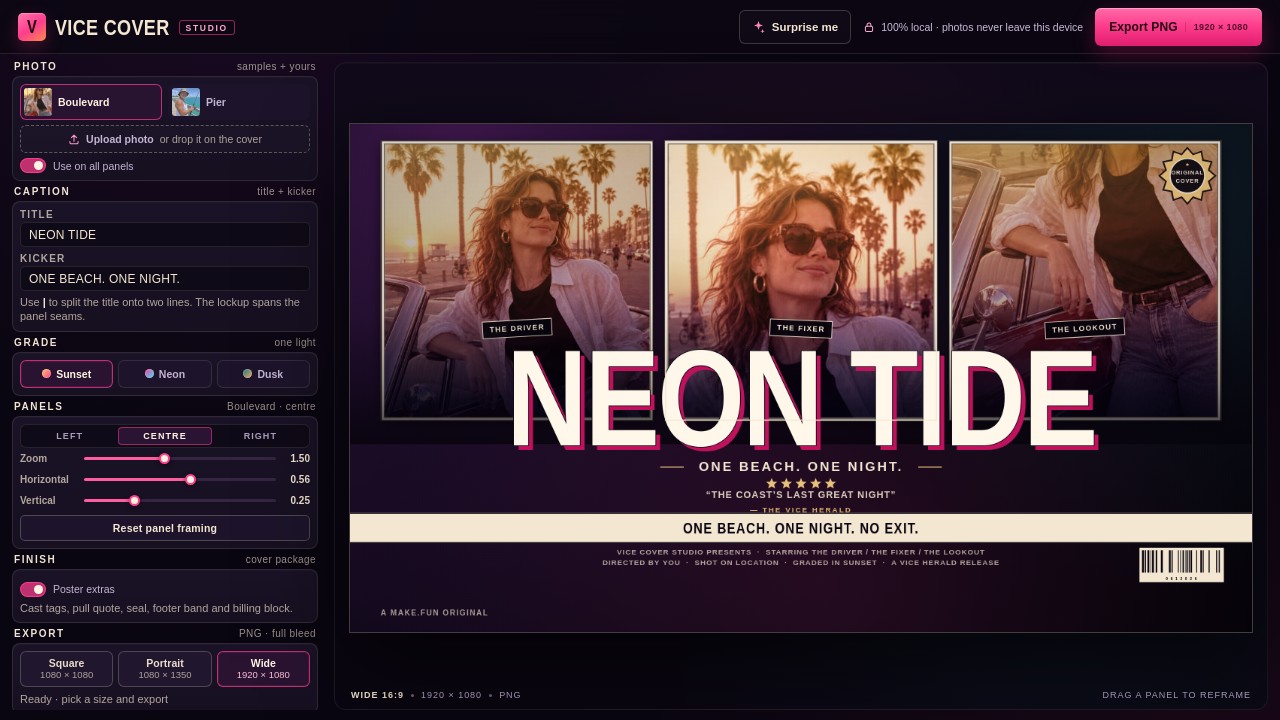 V VICE COVER STUDIO
Surprise me
100% local · photos never leave this device
Export PNG 1920 × 1080
PHOTO samples + yours
Boulevard
Pier
Upload photo or drop it on the cover
Use on all panels
CAPTION title + kicker
TITLE
NEON TIDE
KICKER
ONE BEACH. ONE NIGHT.
Use | to split the title onto two lines. The lockup spans the
panel seams.
GRADE one light
Sunset
Neon
Dusk
PANELS Boulevard · centre
LEFT CENTRE RIGHT
Zoom 1.50
Horizontal 0.56
Vertical 0.25
Reset panel framing
FINISH cover package
Poster extras
Cast tags, pull quote, seal, footer band and billing block.
EXPORT PNG · full bleed
Square
1080 × 1080
Portrait
1080 × 1350
Wide
1920 × 1080
Ready · pick a size and export
ORIGINAL
COVER
THE DRIVER
THE FIXER
THE LOOKOUT
NEON TIDE
ONE BEACH. ONE NIGHT.
★★★★★
“THE COAST’S LAST GREAT NIGHT”
— THE VICE HERALD
ONE BEACH. ONE NIGHT. NO EXIT.
VICE COVER STUDIO PRESENTS · STARRING THE DRIVER / THE FIXER / THE LOOKOUT
DIRECTED BY YOU · SHOT ON LOCATION · GRADED IN SUNSET · A VICE HERALD RELEASE
A MAKE.FUN ORIGINAL
WIDE 16:9 • 1920 × 1080 • PNG
DRAG A PANEL TO REFRAME